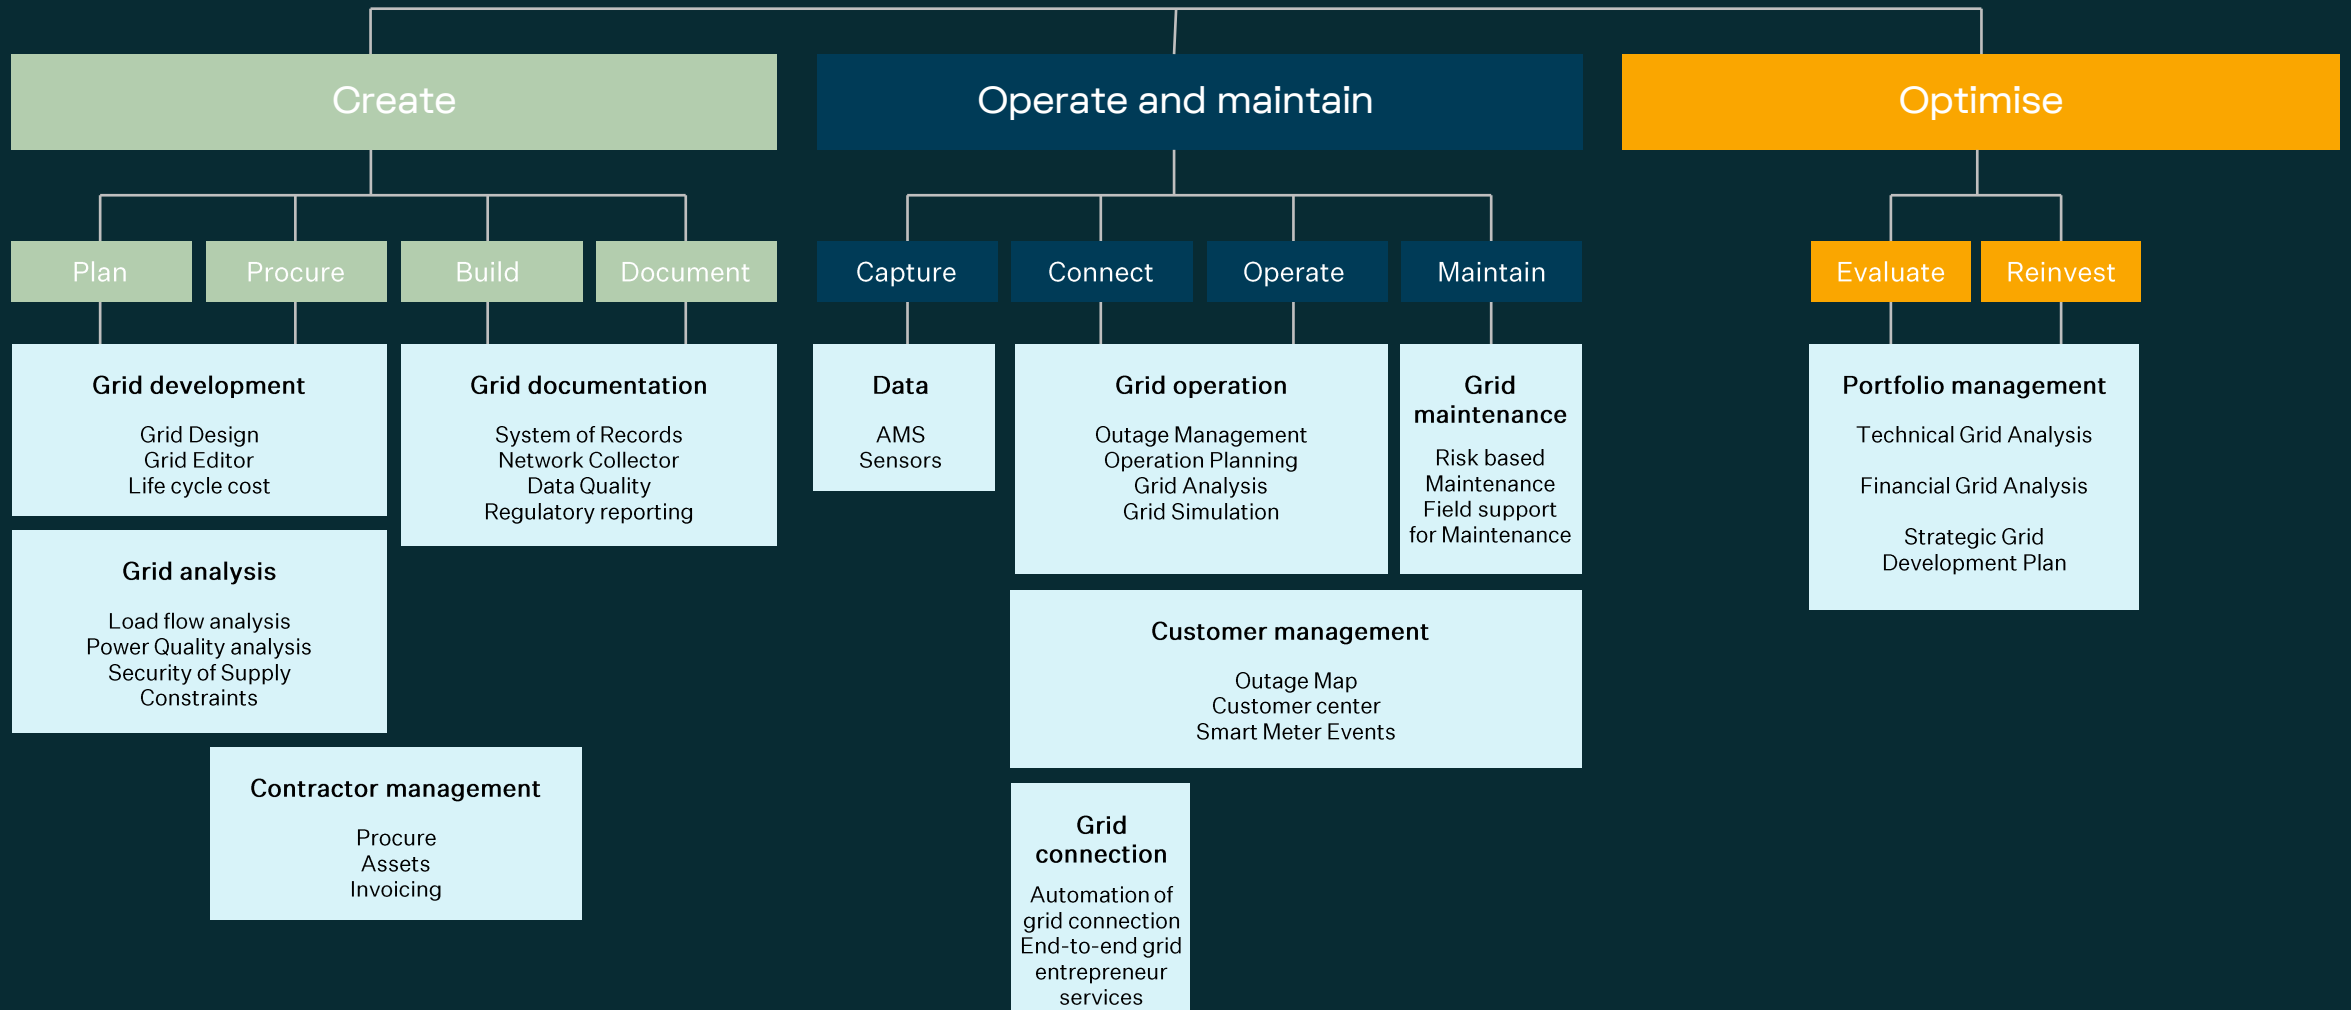 Create
Operate and maintain
Optimise
Plan
Procure
Build
Document
Capture
Connect
Operate
Maintain
Evaluate
Reinvest
Grid development
Grid Design
Grid Editor
Life cycle cost
Grid analysis
Load flow analysis
Power Quality analysis
Security of Supply
Constraints
Contractor management
Procure
Assets
Invoicing
Grid documentation
System of Records
Network Collector
Data Quality
Regulatory reporting
Data
AMS
Sensors
Grid operation
Outage Management
Operation Planning
Grid Analysis
Grid Simulation
Grid
maintenance
Risk based
Maintenance
Field support
for Maintenance
Customer management
Outage Map
Customer center
Smart Meter Events
Grid
connection
Automation of
grid connection
End-to-end grid
entrepreneur
services
Portfolio management
Technical Grid Analysis
Financial Grid Analysis
Strategic Grid
Development Plan